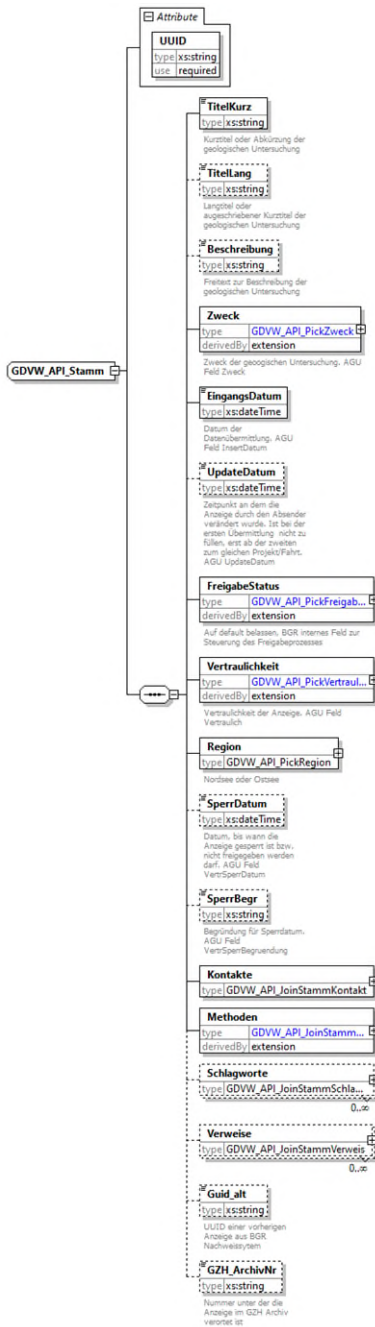 Attribute
UUID
type xs:string
use required
TitelKurz
type xs:string
Kurztitel oder Abkürzung der
geologischen Untersuchung
TitelLang
type xs:string
Langtitel oder
augeschriebener Kurztitel der
geologischen Untersuchung
Beschreibung
type xs:string
Freitext zur Beschreibung der
geologischen Untersuchung
Zweck
type GDVW_API_PickZweck
derivedBy extension
Zweck der geoogischen Untersuchung. AGU
Feld Zweck
GDVW_API_Stamm
EingangsDatum
type xs:dateTime
Datum der
Datenübermittlung. AGU
Feld InsertDatum
UpdateDatum
type xs:dateTime
Zeitpunkt an dem die
Anzeige durch den Absender
verändert wurde. Ist bei der
ersten Übermittlung nicht zu
füllen, erst ab der zweiten
zum gleichen Projekt/Fahrt.
AGU UpdateDatum
FreigabeStatus
type GDVW_API_PickFreigab...
derivedBy extension
Auf default belassen, BGR internes Feld zur
Steuerung des Freigabeprozesses
Vertraulichkeit
type GDVW_API_PickVertraul...
derivedBy extension
Vertraulichkeit der Anzeige. AGU Feld
Vertraulich
Region
type GDVW_API_PickRegion
Nordsee oder Ostsee
SperrDatum
type xs:dateTime
Datum, bis wann die
Anzeige gesperrt ist bzw.
nicht freigegeben werden
darf. AGU Feld
VertrSperrDatum
SperrBegr
type xs:string
Begründung für Sperrdatum.
AGU Feld
VertrSperrBegruendung
Kontakte
type GDVW_API_JoinStammKontakt
Methoden
type GDVW_API_JoinStamm...
derivedBy extension
Schlagworte
type GDVW_API_JoinStammSchla...
0..∞
Verweise
type GDVW_API_JoinStammVerweis
0..∞
Guid_alt
type xs:string
UUID einer vorherigen
Anzeige aus BGR
Nachweissytem
GZH_ArchivNr
type xs:string
Nummer unter der die
Anzeige im GZH Archiv
verortet ist